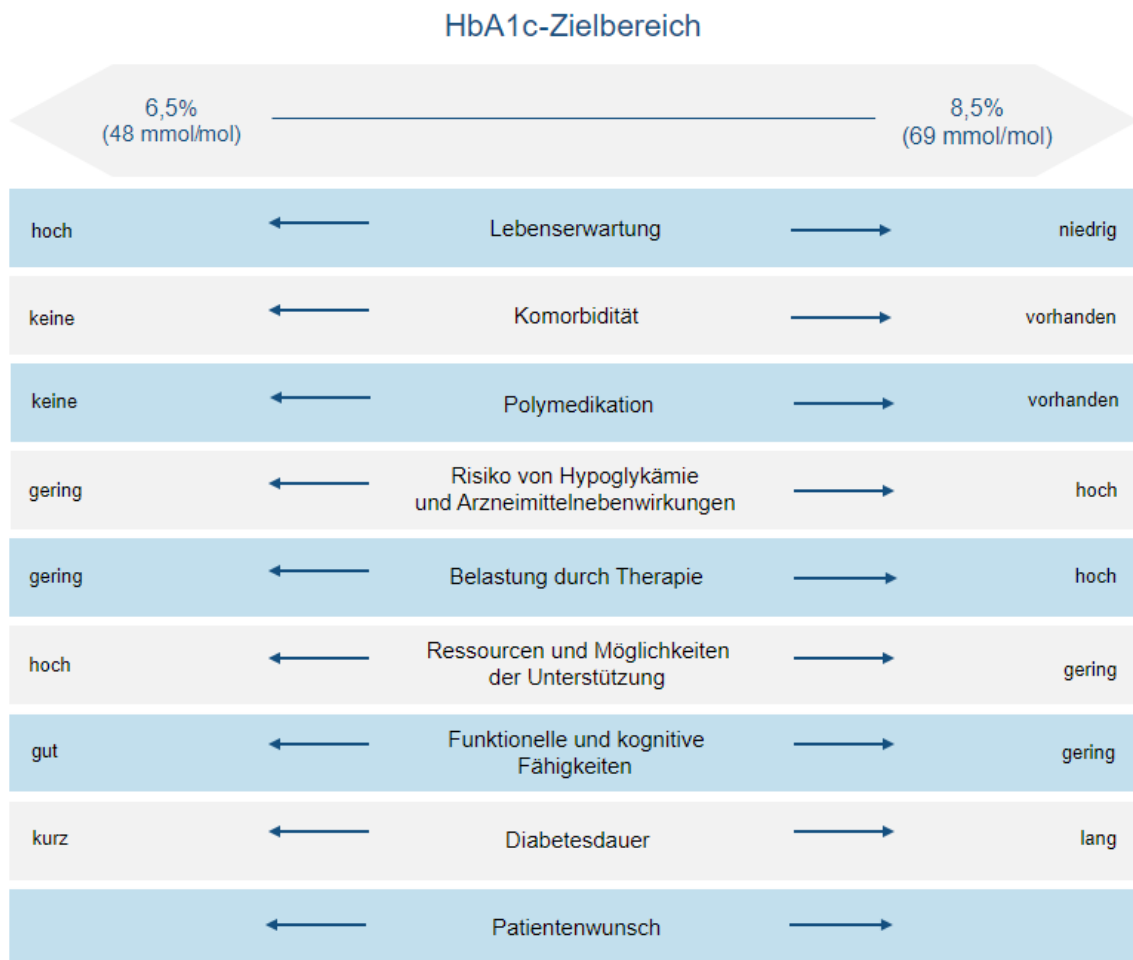 HbA1c-Zielbereich
6,5% 8,5%
(48 mmol/mol) (69 mmol/mol)
hoch Lebenserwartung niedrig
keine Komorbidität vorhanden
keine Polymedikation vorhanden
Risiko von Hypoglykämie
gering und Arzneimittelnebenwirkungen hoch
gering Belastung durch Therapie hoch
Ressourcen und Möglichkeiten
hoch der Unterstützung gering
Funktionelle und kognitive
gut Fähigkeiten gering
kurz Diabetesdauer lang
Patientenwunsch